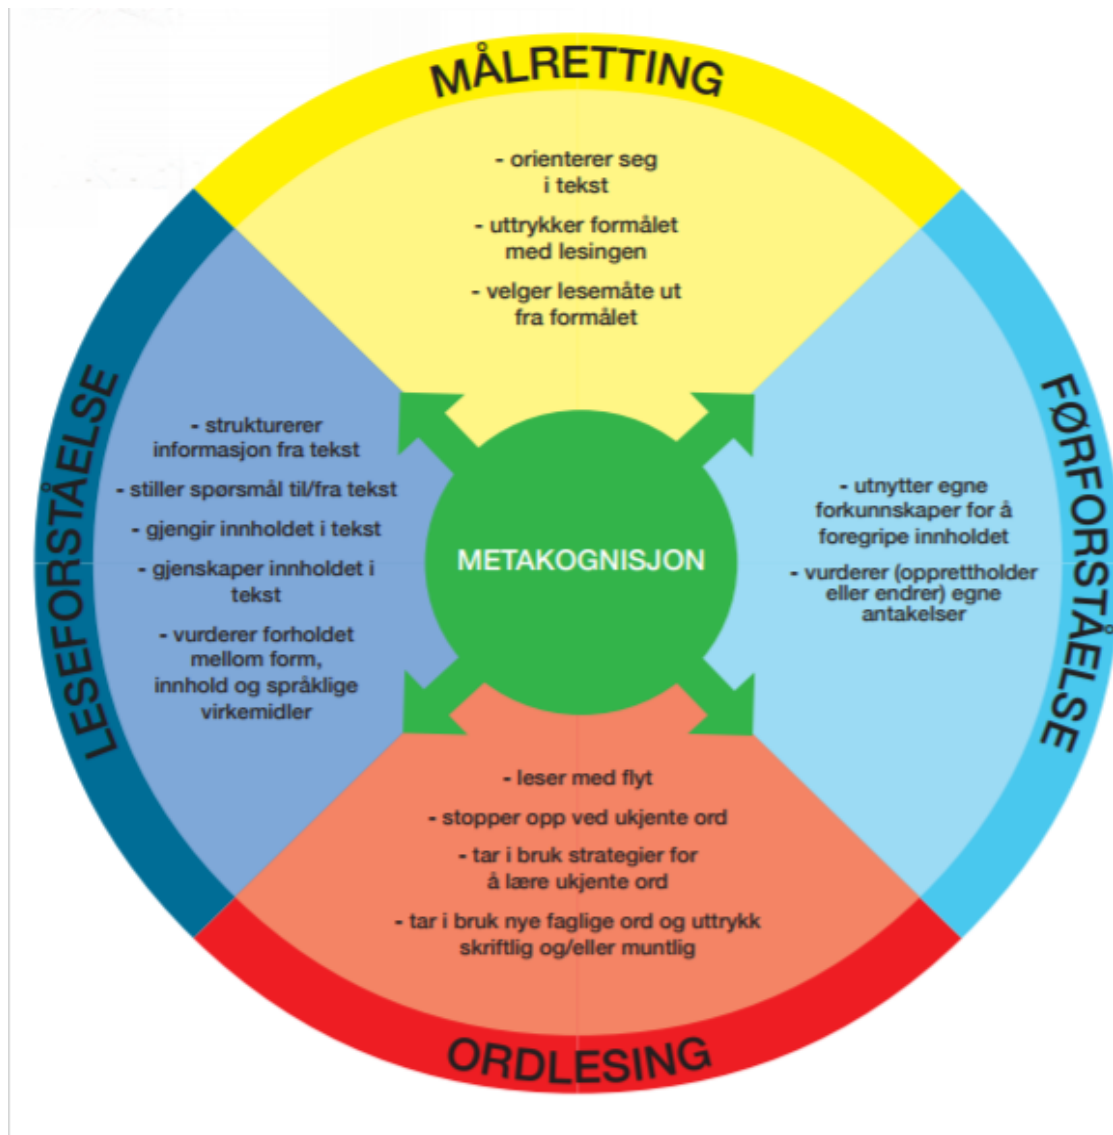 MÅLRETTING
- orienterer seg
i tekst
- uttrykker formålet
med lesingen
- velger lesemåte ut
fra formålet
FØRFORSTÅELSE
- utnytter egne
forkunnskaper for å
foregripe innholdet
- vurderer (opprettholder
eller endrer) egne
antakelser
ORDLESING
- leser med flyt
- stopper opp ved ukjente ord
- tar i bruk strategier for
å lære ukjente ord
- tar i bruk nye faglige ord og uttrykk
skriftlig og/eller muntlig
LESEFORSTÅELSE
- strukturerer
informasjon fra tekst
- stiller spørsmål til/fra tekst
- gjengir innholdet i tekst
- gjenskaper innholdet i
tekst
- vurderer forholdet
mellom form,
innhold og språklige
virkemidler
METAKOGNISJON